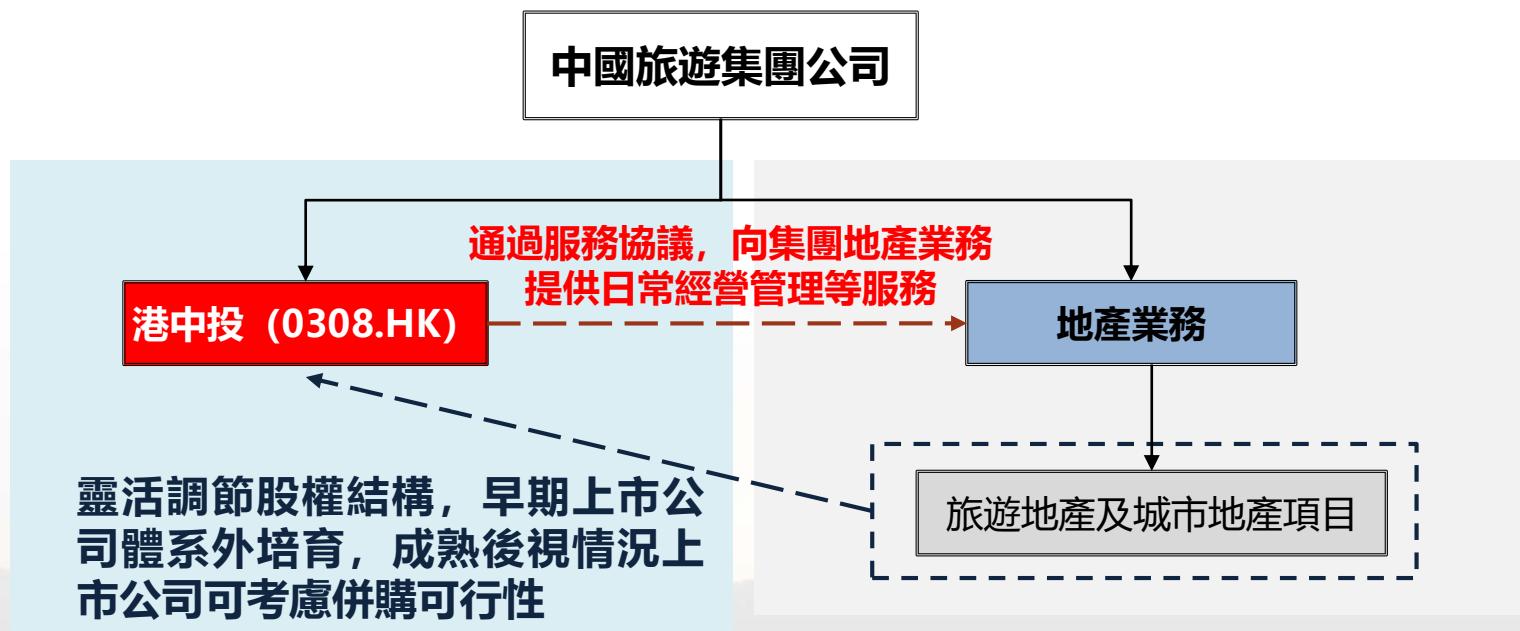 中國旅遊集團公司
通過服務協議，向集團地產業務
提供日常經營管理等服務
港中投（0308.HK）
地產業務
旅遊地產及城市地產項目
靈活調節股權結構，早期上市公
司體系外培育，成熟後視情況上
市公司可考慮併購可行性